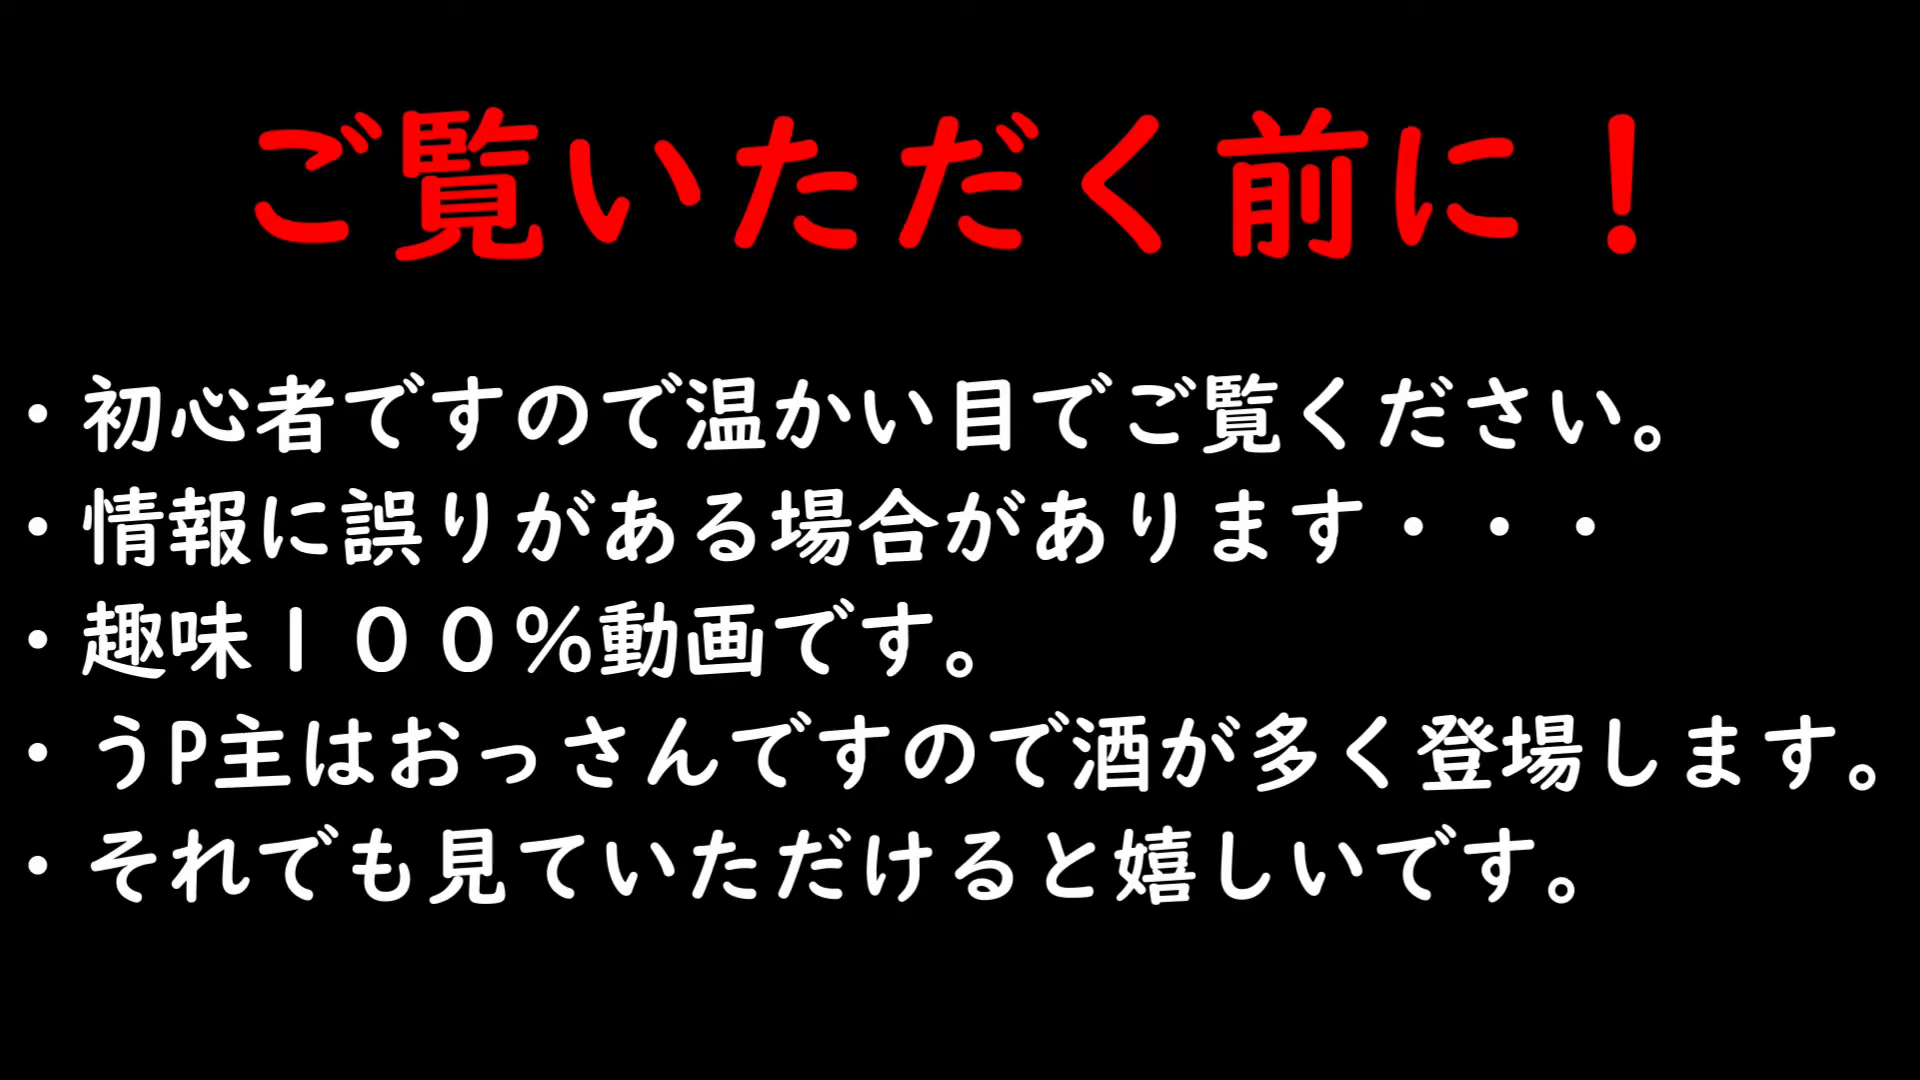 ご覧いただく前に！
・初心者ですので温かい目でご覧ください。
・情報に誤りがある場合があります・・・
・趣味１００％動画です。
・うP主はおっさんですので酒が多く登場します。
・それでも見ていただけると嬉しいです。